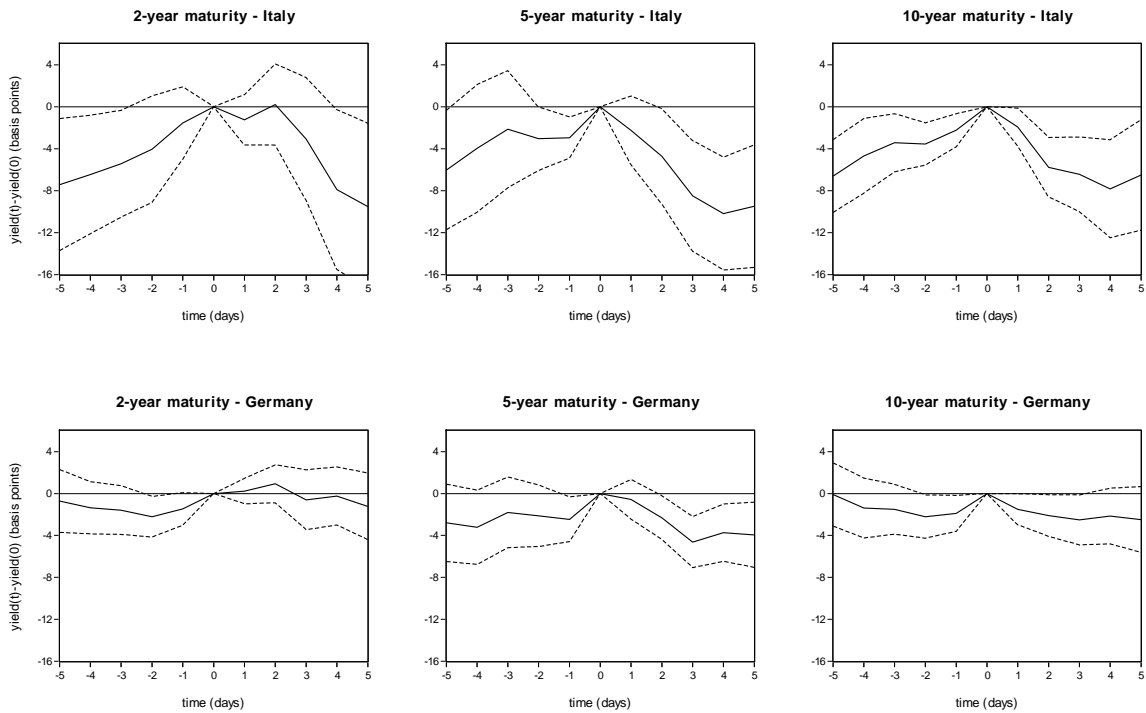 2-year maturity - Italy
5-year maturity - Italy
10-year maturity - Italy
yield(t)-yield(0) (basis points)
4
0
-4
-8
-12
-16
-5 -4 -3 -2 -1 0 1 2 3 4 5
time (days)
4
0
-4
-8
-12
-16
-5 -4 -3 -2 -1 0 1 2 3 4 5
time (days)
4
0
-4
-8
-12
-16
-5 -4 -3 -2 -1 0 1 2 3 4 5
time (days)
2-year maturity - Germany
5-year maturity - Germany
10-year maturity - Germany
yield(t)-yield(0) (basis points)
4
0
-4
-8
-12
-16
-5 -4 -3 -2 -1 0 1 2 3 4 5
time (days)
4
0
-4
-8
-12
-16
-5 -4 -3 -2 -1 0 1 2 3 4 5
time (days)
4
0
-4
-8
-12
-16
-5 -4 -3 -2 -1 0 1 2 3 4 5
time (days)